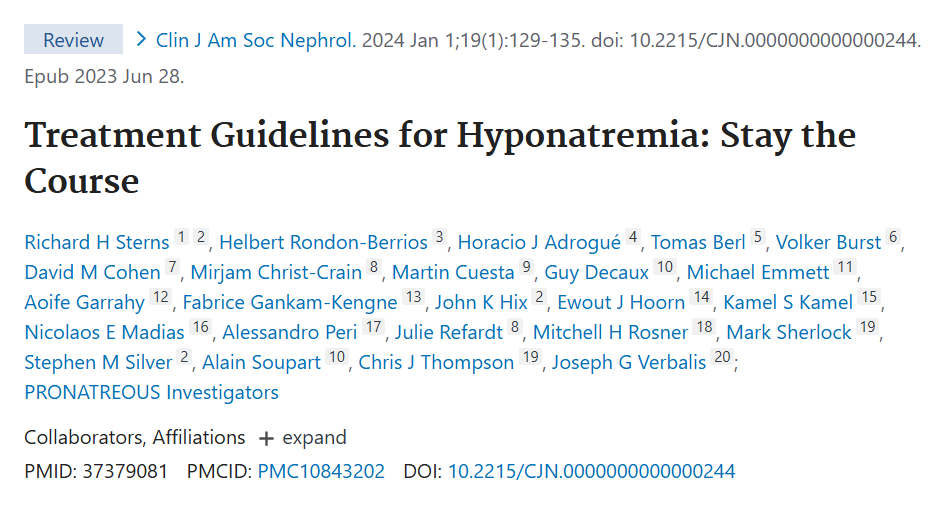 Review > Clin J Am Soc Nephrol. 2024 Jan 1;19(1):129-135. doi: 10.2215/CJN.0000000000000244.
Epub 2023 Jun 28.
Treatment Guidelines for Hyponatremia: Stay the
Course
Richard H Sterns 1 2, Helbert Rondon-Berrios 3, Horacio J Adrogué 4, Tomas Berl 5, Volker Burst 6,
David M Cohen 7, Mirjam Christ-Crain 8, Martin Cuesta 9, Guy Decaux 10, Michael Emmett 11,
Aoife Garrahy 12, Fabrice Gankam-Kengne 13, John K Hix 2, Ewout J Hoorn 14, Kamel S Kamel 15,
Nicolaos E Madias 16, Alessandro Peri 17, Julie Refardt 8, Mitchell H Rosner 18, Mark Sherlock 19,
Stephen M Silver 2, Alain Soupart 10, Chris J Thompson 19, Joseph G Verbalis 20;
PRONATREOUS Investigators
Collaborators, Affiliations + expand
PMID: 37379081 PMCID: PMC10843202 DOI: 10.2215/CJN.0000000000000244